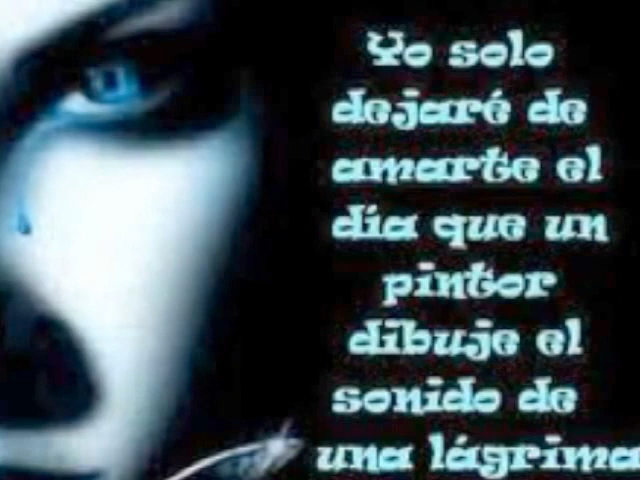 Yo solo
dejaré de
amarte el
día que un
pintor
dibuje el
sonido de
una lágrima